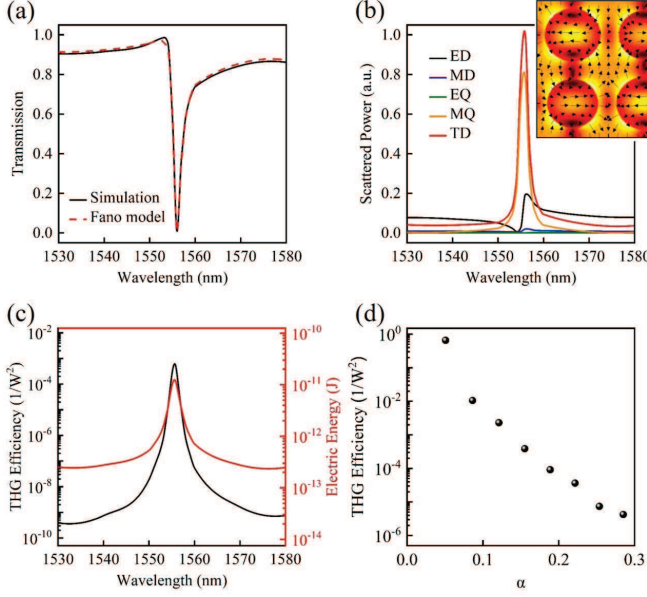 (a)
1.0
0.8
0.6
0.4
0.2
0.0
Transmission
Simulation
Fano model
1530 1540 1550 1560 1570 1580
Wavelength (nm)
(b)
1.0
0.8
0.6
0.4
0.2
0.0
Scattered Power (a.u.)
ED
MD
EQ
MQ
TD
1530 1540 1550 1560 1570 1580
Wavelength (nm)
(c)
10^-2
10^-4
10^-6
10^-8
10^-10
THG Efficiency (1/W^2)
10^-10
10^-11
10^-12
10^-13
10^-14
Electric Energy (J)
1530 1540 1550 1560 1570 1580
Wavelength (nm)
(d)
10^0
10^-2
10^-4
10^-6
THG Efficiency (1/W^2)
0.0 0.1 0.2 0.3
α